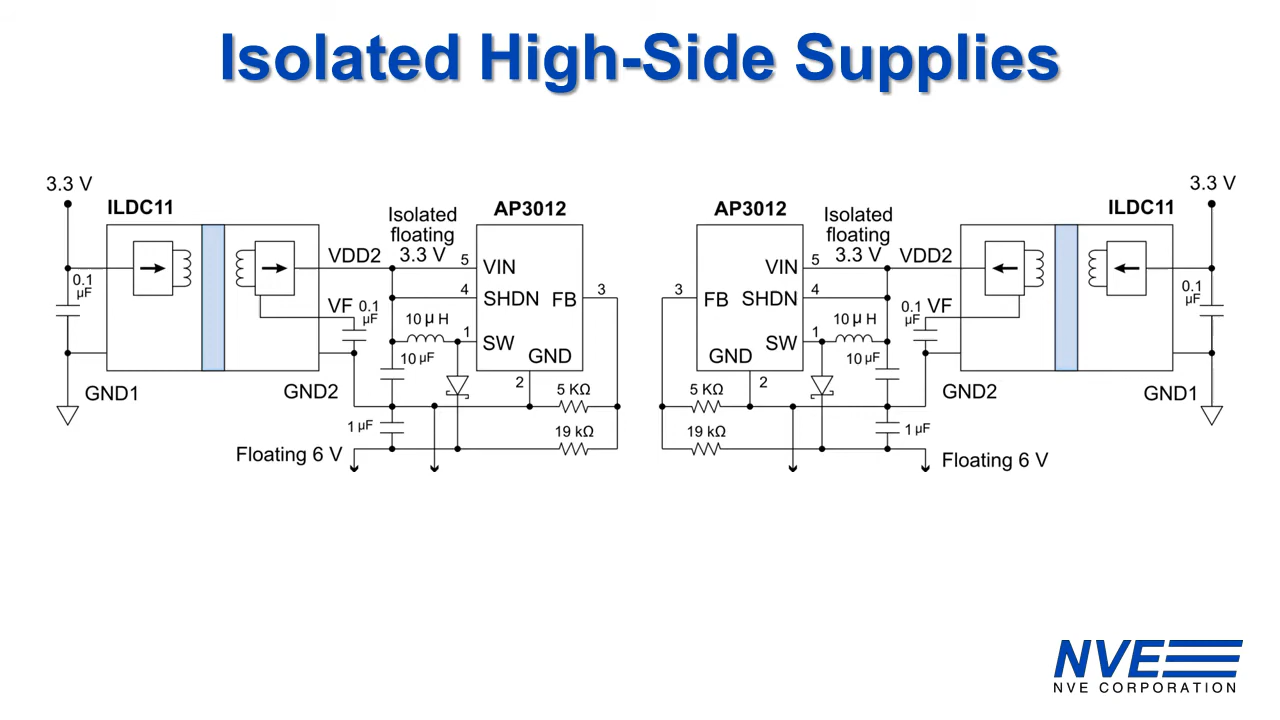 Isolated High-Side Supplies
3.3 V
ILDC11
0.1
µF
GND1
GND2
VDD2
VF
0.1
µF
Isolated
floating
3.3 V
10 µ H
10 µF
1 µF
Floating 6 V
AP3012
5
4
1
2
3
VIN
SHDN
FB
SW
GND
5 KΩ
19 kΩ
AP3012
3
5
4
1
2
VIN
FB
SHDN
SW
GND
5 KΩ
19 kΩ
Isolated
floating
3.3 V
10 µ H
10 µF
1 µF
Floating 6 V
VDD2
0.1
µF
VF
GND2
GND1
ILDC11
3.3 V
0.1
µF
NVE
NVE CORPORATION